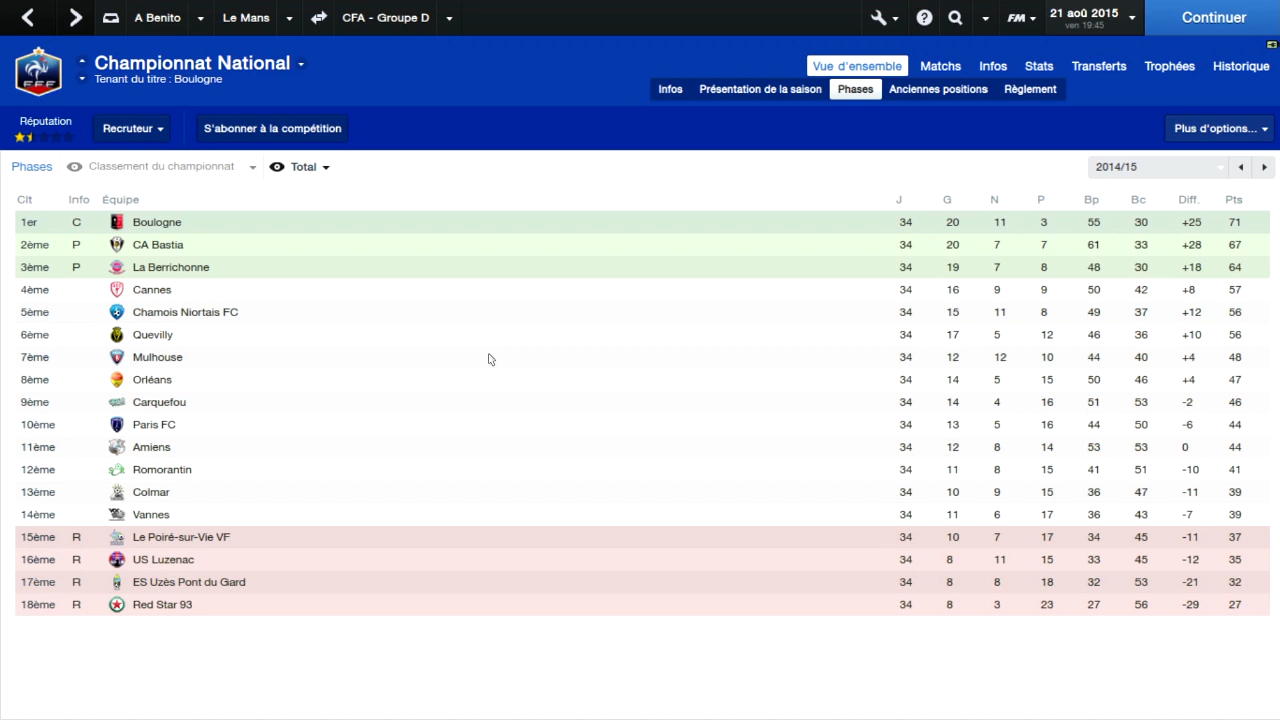 A Benito Le Mans CFA - Groupe D FM 21 aoû 2015 Continuer
ven 19:45
Championnat National
Tenant du titre : Boulogne
FFF
Vue d'ensemble Matchs Infos Stats Transferts Trophées Historique
Infos Présentation de la saison Phases Anciennes positions Règlement
Réputation Recruteur S'abonner à la compétition Plus d'options...
Phases Classement du championnat Total 2014/15
Clt Info Équipe J G N P Bp Bc Diff. Pts
1er C Boulogne 34 20 11 3 55 30 +25 71
2ème P CA Bastia 34 20 7 7 61 33 +28 67
3ème P La Berrichonne 34 19 7 8 48 30 +18 64
4ème Cannes 34 16 9 9 50 42 +8 57
5ème Chamois Niortais FC 34 15 11 8 49 37 +12 56
6ème Quevilly 34 17 5 12 46 36 +10 56
7ème Mulhouse 34 12 12 10 44 40 +4 48
8ème Orléans 34 14 5 15 50 46 +4 47
9ème Carquefou 34 14 4 16 51 53 -2 46
10ème Paris FC 34 13 5 16 44 50 -6 44
11ème Amiens 34 12 8 14 53 53 0 44
12ème Romorantin 34 11 8 15 41 51 -10 41
13ème Colmar 34 10 9 15 36 47 -11 39
14ème Vannes 34 11 6 17 36 43 -7 39
15ème R Le Poiré-sur-Vie VF 34 10 7 17 34 45 -11 37
16ème R US Luzenac 34 8 11 15 33 45 -12 35
17ème R ES Uzès Pont du Gard 34 8 8 18 32 53 -21 32
18ème R Red Star 93 34 8 3 23 27 56 -29 27